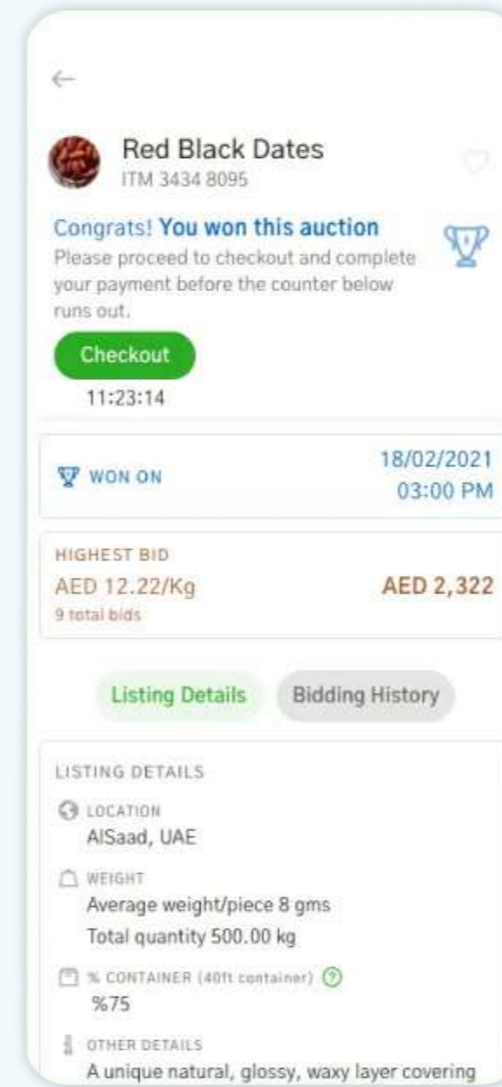 Red Black Dates
ITM 3434 8095
Congrats! You won this auction
Please proceed to checkout and complete
your payment before the counter below
runs out.
Checkout
11:23:14
WON ON
18/02/2021
03:00 PM
HIGHEST BID
AED 12.22/Kg
AED 2,322
9 total bids
Listing Details
Bidding History
LISTING DETAILS
LOCATION
AlSaad, UAE
WEIGHT
Average weight/piece 8 gms
Total quantity 500.00 kg
% CONTAINER (40ft container) ?
%75
OTHER DETAILS
A unique natural, glossy, waxy layer covering